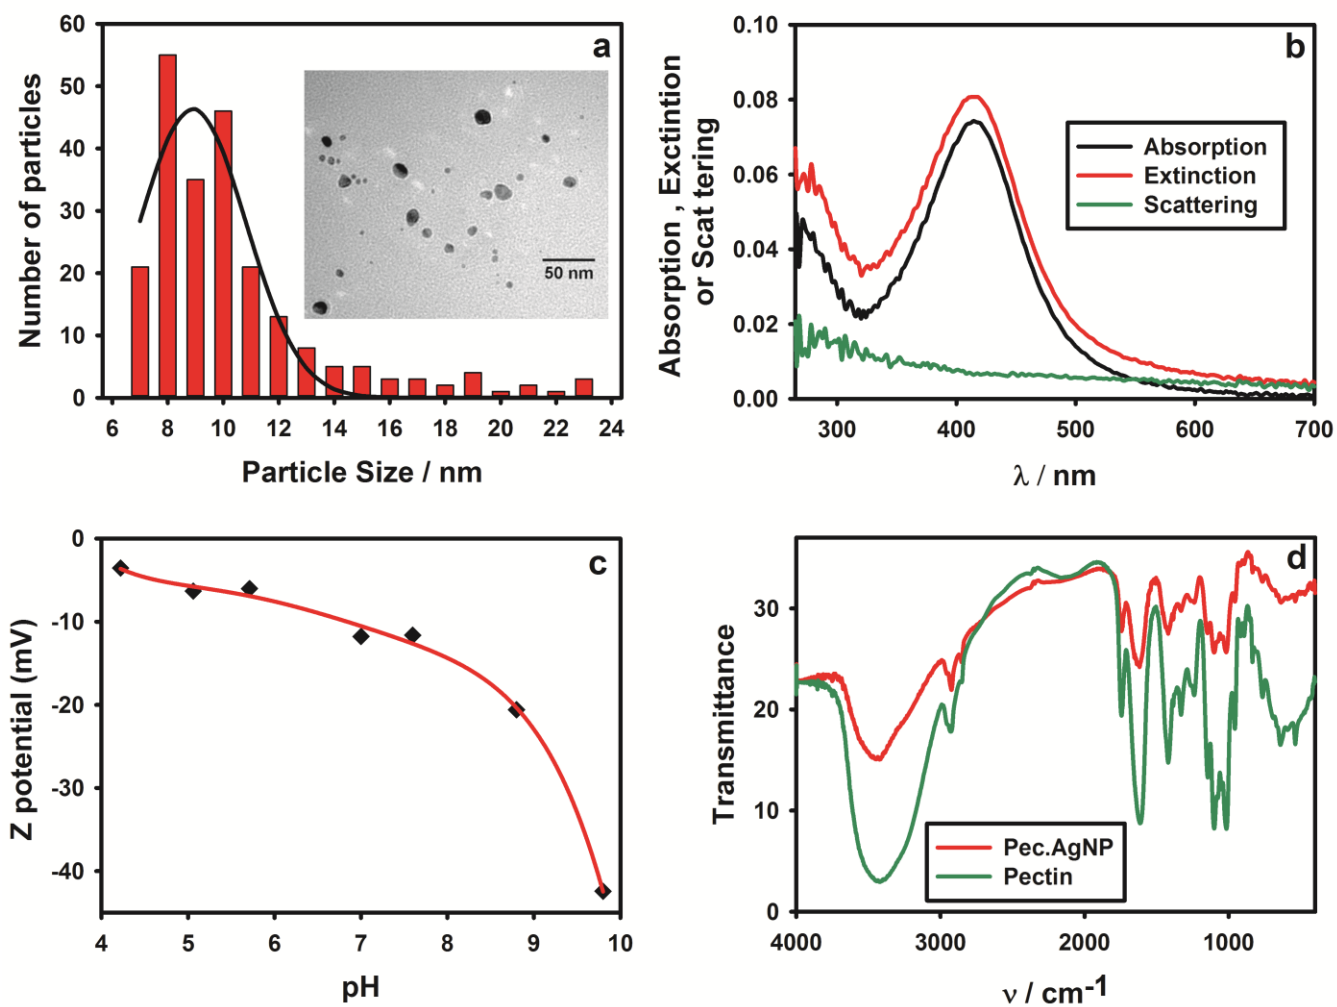 a
60
50
40
30
20
10
0
Number of particles
50 nm
6 8 10 12 14 16 18 20 22 24
Particle Size / nm
b
0.10
0.08
0.06
0.04
0.02
0.00
Absorption , Exctintion
or Scat tering
Absorption
Extinction
Scattering
300 400 500 600 700
λ / nm
c
0
-10
-20
-30
-40
Z potential (mV)
4 5 6 7 8 9 10
pH
d
30
20
10
0
Transmittance
Pec.AgNP
Pectin
4000 3000 2000 1000
ν / cm-1